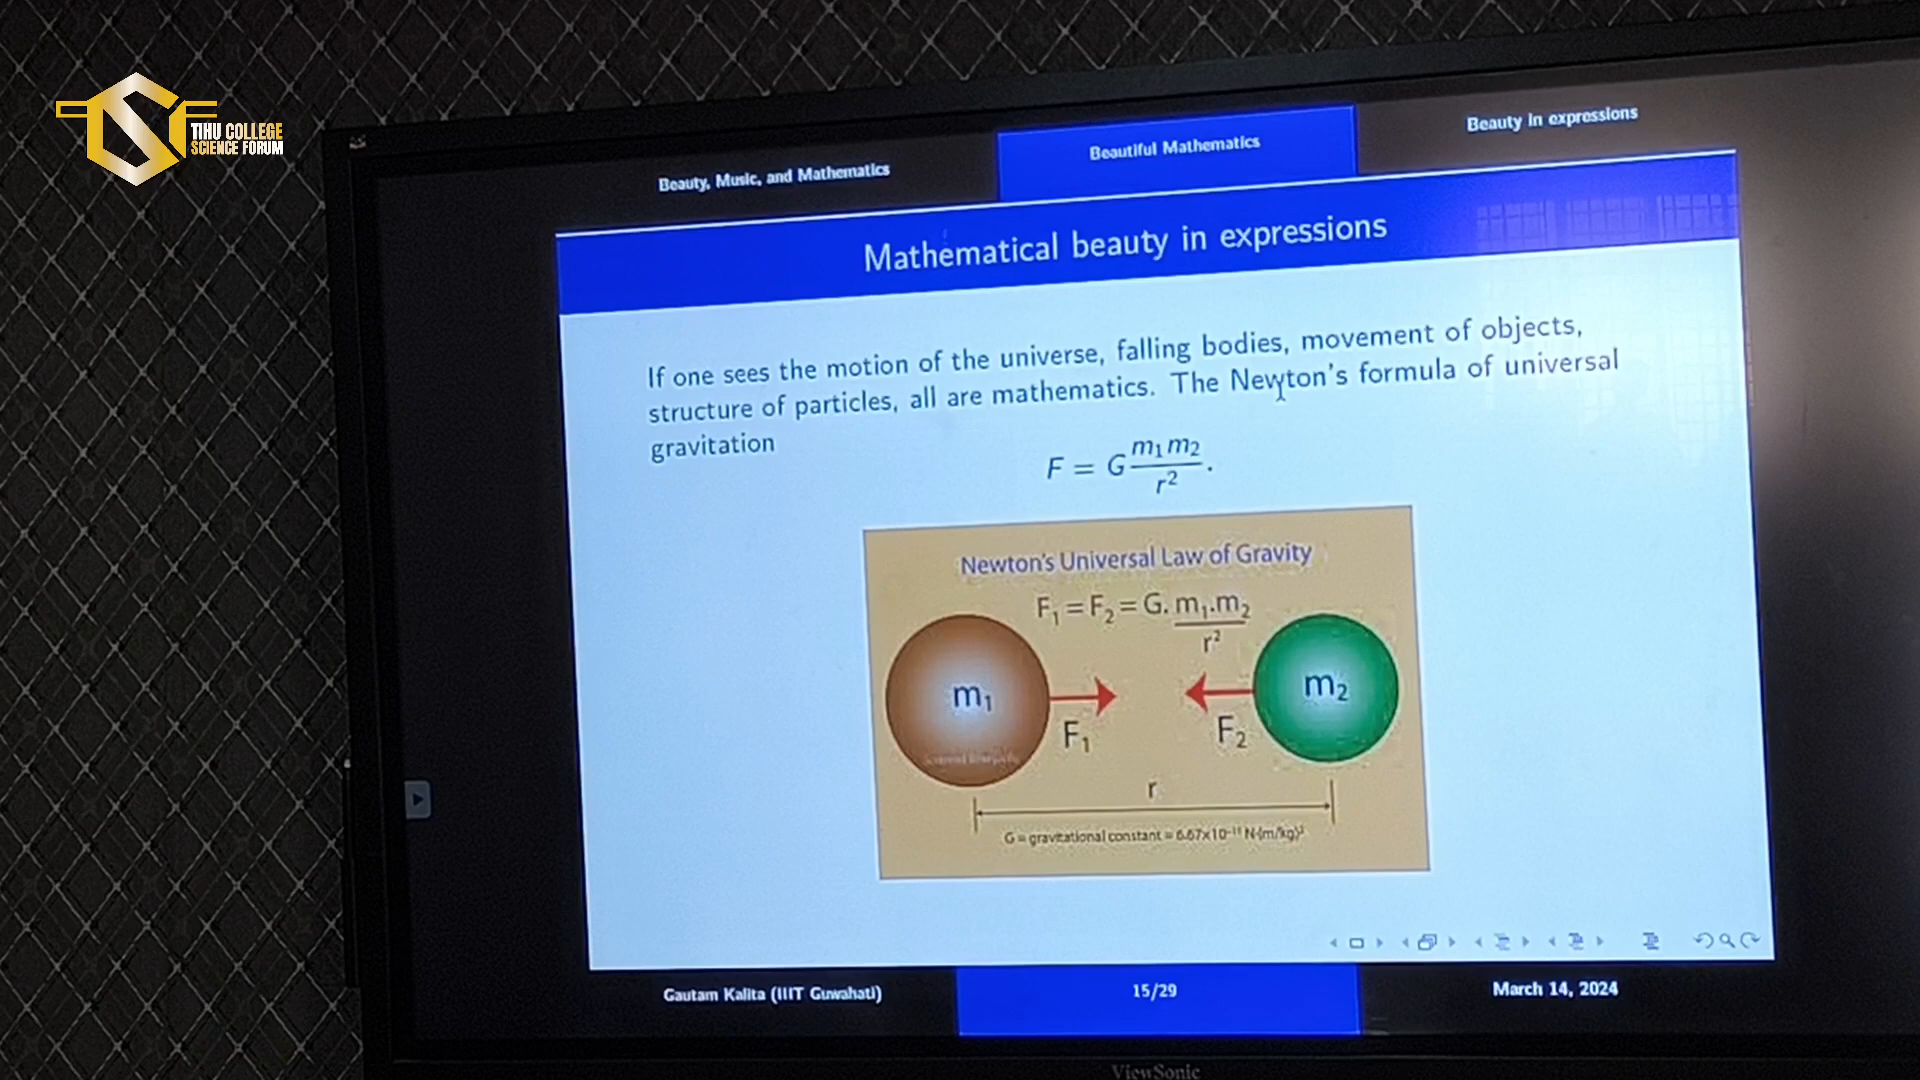 TIHU COLLEGE
SCIENCE FORUM
Beauty, Music, and Mathematics
Beautiful Mathematics
Beauty in expressions
Mathematical beauty in expressions
If one sees the motion of the universe, falling bodies, movement of objects,
structure of particles, all are mathematics. The Newton's formula of universal
gravitation
F = G m₁m₂ / r² .
Newton's Universal Law of Gravity
F₁ = F₂ = G. m₁.m₂ / r²
m₁
m₂
F₁
F₂
r
G = gravitational constant = 6.67x10⁻¹¹ N·(m/kg)²
Gautam Kalita (IIIT Guwahati)
15/29
March 14, 2024
ViewSonic